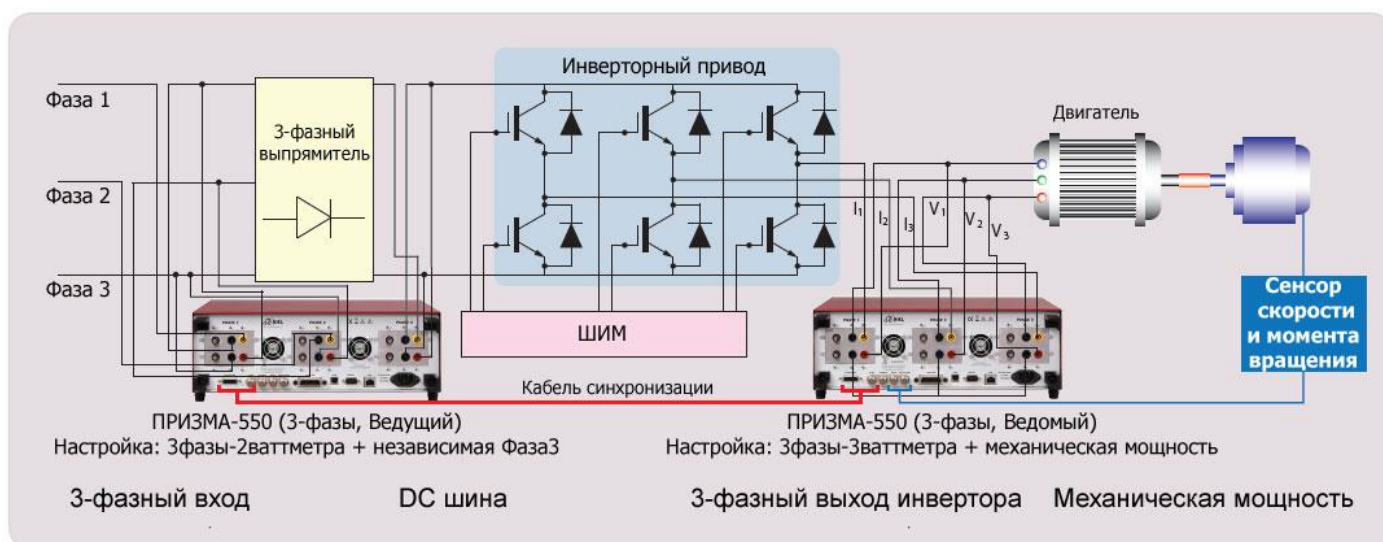 Инверторный привод
Фаза 1
3-фазный
выпрямитель
Двигатель
Фаза 2
I₁
I₂
I₃
V₁
V₂
V₃
Фаза 3
Сенсор
скорости
и момента
вращения
ШИМ
Кабель синхронизации
ПРИЗМА-550 (3-фазы, Ведущий)
Настройка: 3фазы-2ваттметра + независимая Фаза3
ПРИЗМА-550 (3-фазы, Ведомый)
Настройка: 3фазы-3ваттметра + механическая мощность
3-фазный вход
DC шина
3-фазный выход инвертора
Механическая мощность